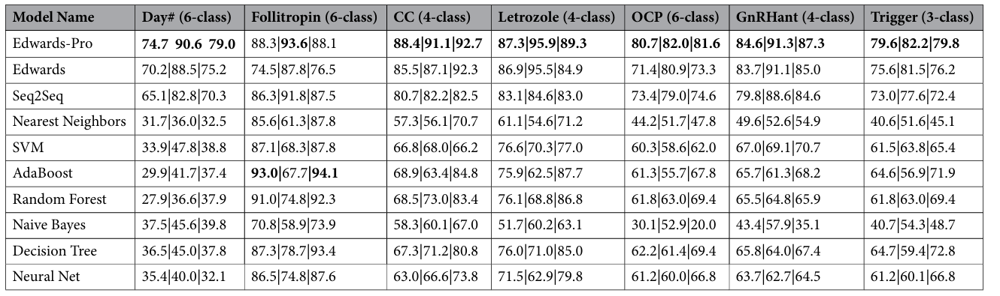 Model Name Day# (6-class) Follitropin (6-class) CC (4-class) Letrozole (4-class) OCP (6-class) GnRHant (4-class) Trigger (3-class)
Edwards-Pro 74.7 90.6 79.0 88.3|93.6|88.1 88.4|91.1|92.7 87.3|95.9|89.3 80.7|82.0|81.6 84.6|91.3|87.3 79.6|82.2|79.8
Edwards 70.2|88.5|75.2 74.5|87.8|76.5 85.5|87.1|92.3 86.9|95.5|84.9 71.4|80.9|73.3 83.7|91.1|85.0 75.6|81.5|76.2
Seq2Seq 65.1|82.8|70.3 86.3|91.8|87.5 80.7|82.2|82.5 83.1|84.6|83.0 73.4|79.0|74.6 79.8|88.6|84.6 73.0|77.6|72.4
Nearest Neighbors 31.7|36.0|32.5 85.6|61.3|87.8 57.3|56.1|70.7 61.1|54.6|71.2 44.2|51.7|47.8 49.6|52.6|54.9 40.6|51.6|45.1
SVM 33.9|47.8|38.8 87.1|68.3|87.8 66.8|68.0|66.2 76.6|70.3|77.0 60.3|58.6|62.0 67.0|69.1|70.7 61.5|63.8|65.4
AdaBoost 29.9|41.7|37.4 93.0|67.7|94.1 68.9|63.4|84.8 75.9|62.5|87.7 61.3|55.7|67.8 65.7|61.3|68.2 64.6|56.9|71.9
Random Forest 27.9|36.6|37.9 91.0|74.8|92.3 68.5|73.0|83.4 76.1|68.8|86.8 61.8|63.0|69.4 65.5|64.8|65.9 61.8|63.0|69.4
Naive Bayes 37.5|45.6|39.8 70.8|58.9|73.9 58.3|60.1|67.0 51.7|60.2|63.1 30.1|52.9|20.0 43.4|57.9|35.1 40.7|54.3|48.7
Decision Tree 36.5|45.0|37.8 87.3|78.7|93.4 67.3|71.2|80.8 76.0|71.0|85.0 62.2|61.4|69.4 65.8|64.0|67.4 64.7|59.4|72.8
Neural Net 35.4|40.0|32.1 86.5|74.8|87.6 63.0|66.6|73.8 71.5|62.9|79.8 61.2|60.0|66.8 63.7|62.7|64.5 61.2|60.1|66.8